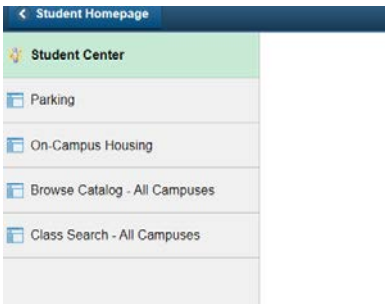 Student Homepage
Student Center
Parking
On-Campus Housing
Browse Catalog - All Campuses
Class Search - All Campuses